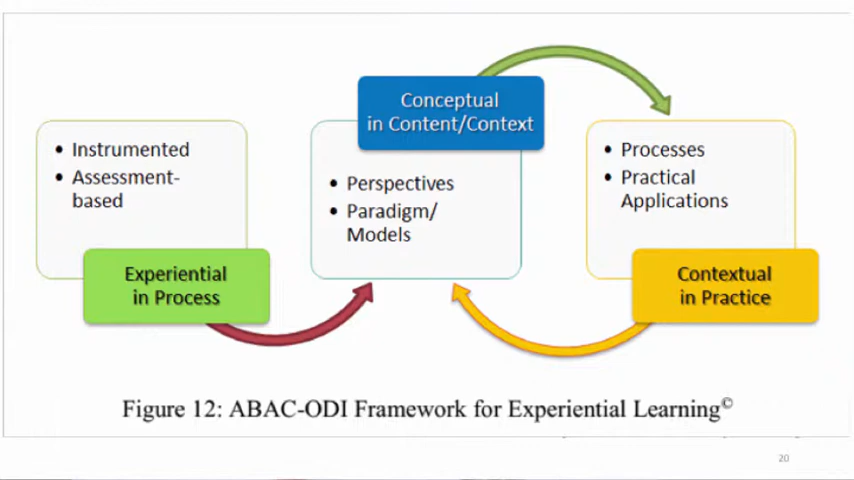 • Instrumented
• Assessment-
based
Experiential
in Process
Conceptual
in Content/Context
• Perspectives
• Paradigm/
Models
• Processes
• Practical
Applications
Contextual
in Practice
Figure 12: ABAC-ODI Framework for Experiential Learning©
20